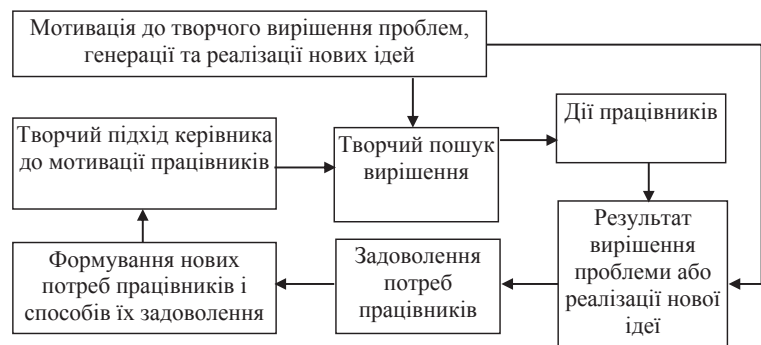 Мотивація до творчого вирішення проблем,
генерації та реалізації нових ідей
Творчий підхід керівника
до мотивації працівників
Творчий пошук
вирішення
Дії працівників
Формування нових
потреб працівників і
способів їх задоволення
Задоволення
потреб
працівників
Результат
вирішення
проблеми або
реалізації нової
ідеї